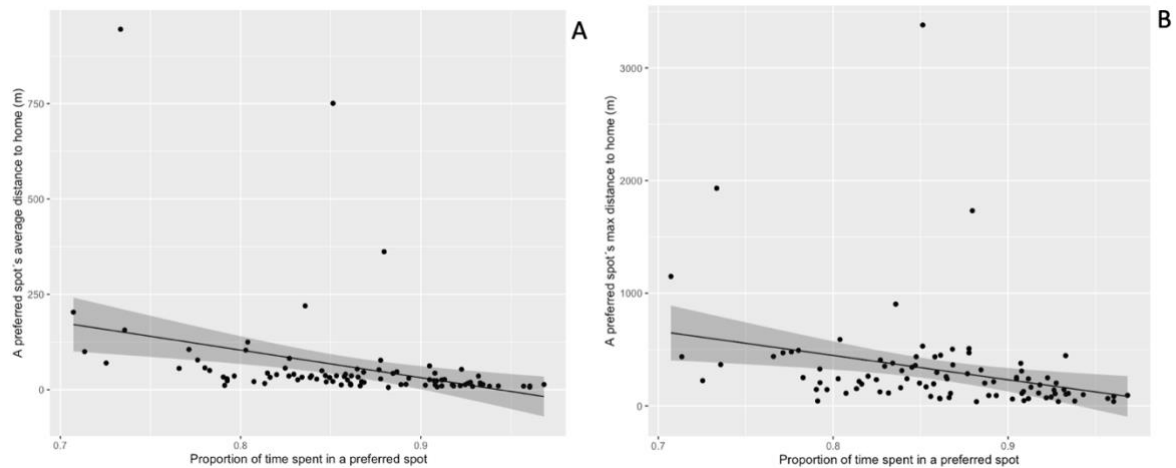 A
A preferred spot´s average distance to home (m)
750
500
250
0
0.7 0.8 0.9
Proportion of time spent in a preferred spot
B
A preferred spot´s max distance to home (m)
3000
2000
1000
0
0.7 0.8 0.9
Proportion of time spent in a preferred spot